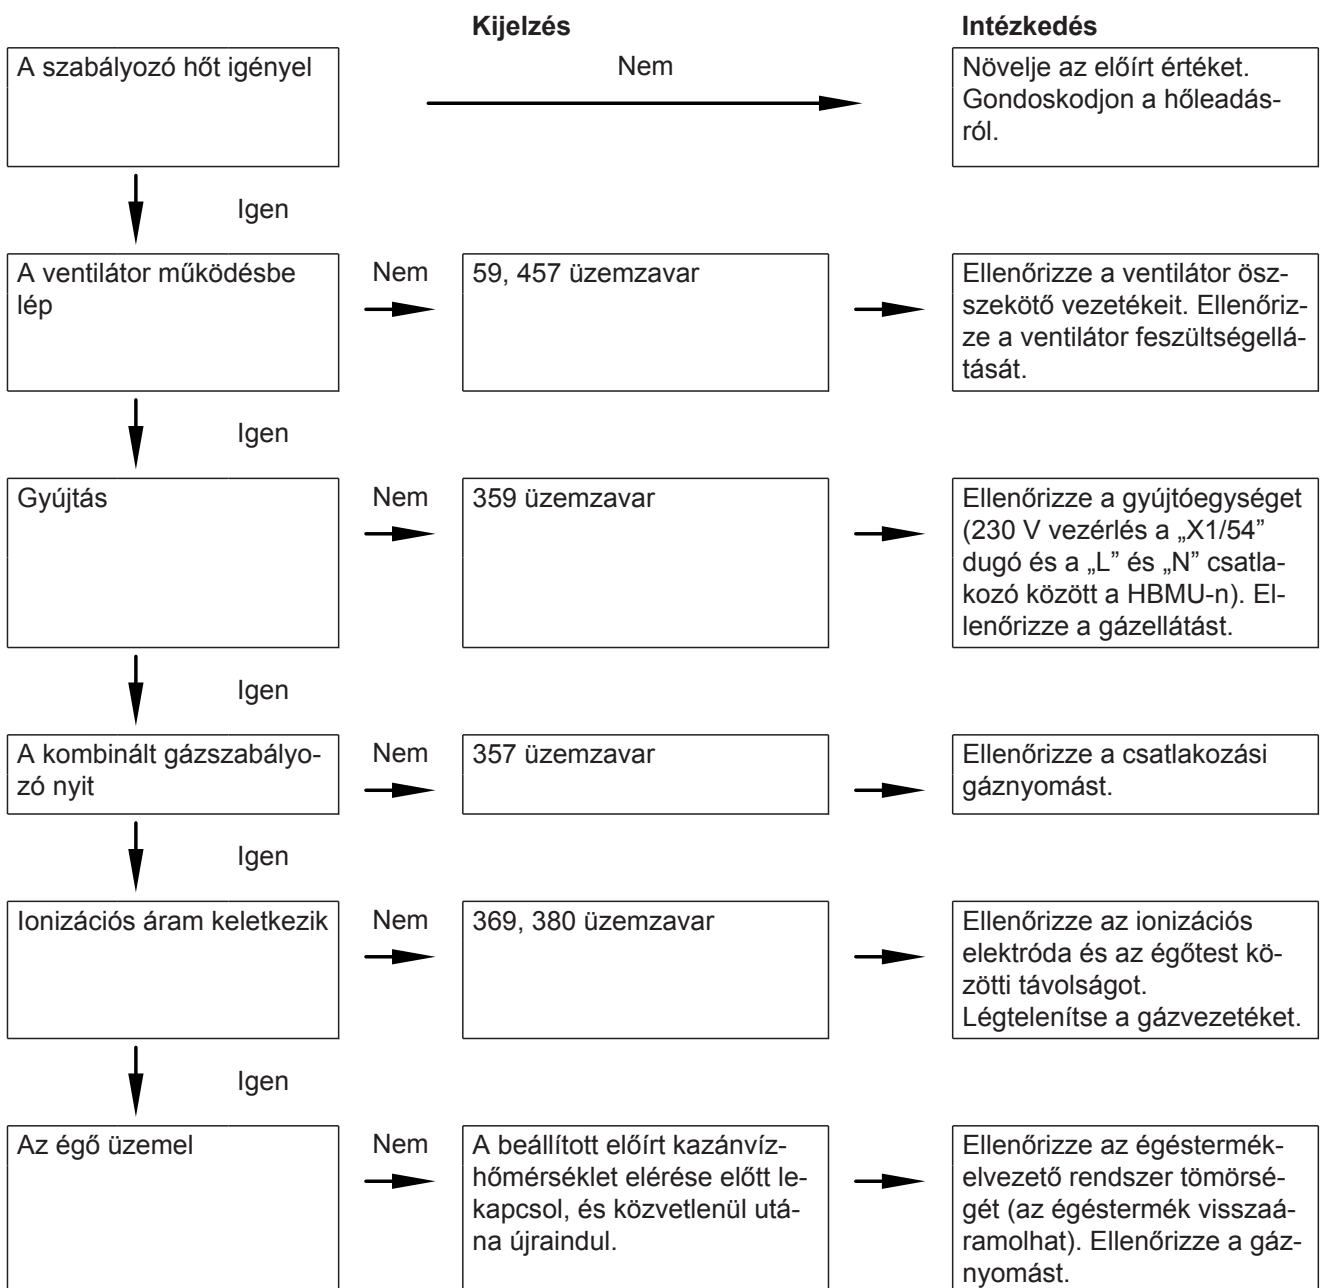 Kijelzés
Intézkedés
A szabályozó hőt igényel
Nem
Növelje az előírt értéket.
Gondoskodjon a hőleadás-
ról.
Igen
A ventilátor működésbe
lép
Nem
59, 457 üzemzavar
Ellenőrizze a ventilátor ösz-
szekötő vezetékeit. Ellenőriz-
ze a ventilátor feszültségellá-
tását.
Igen
Gyújtás
Nem
359 üzemzavar
Ellenőrizze a gyújtóegységet
(230 V vezérlés a „X1/54”
dugó és a „L” és „N” csatla-
kozó között a HBMU-n). El-
lenőrizze a gázellátást.
Igen
A kombinált gázszabályo-
zó nyit
Nem
357 üzemzavar
Ellenőrizze a csatlakozási
gáznyomást.
Igen
Ionizációs áram keletkezik
Nem
369, 380 üzemzavar
Ellenőrizze az ionizációs
elektróda és az égőtest kö-
zötti távolságot.
Légtelenítse a gázvezetéket.
Igen
Az égő üzemel
Nem
A beállított előírt kazánvíz-
hőmérséklet elérése előtt le-
kapcsol, és közvetlenül utá-
na újraindul.
Ellenőrizze az égéstermék-
elvezető rendszer tömörsé-
gét (az égéstermék visszaá-
ramolhat). Ellenőrizze a gáz-
nyomást.